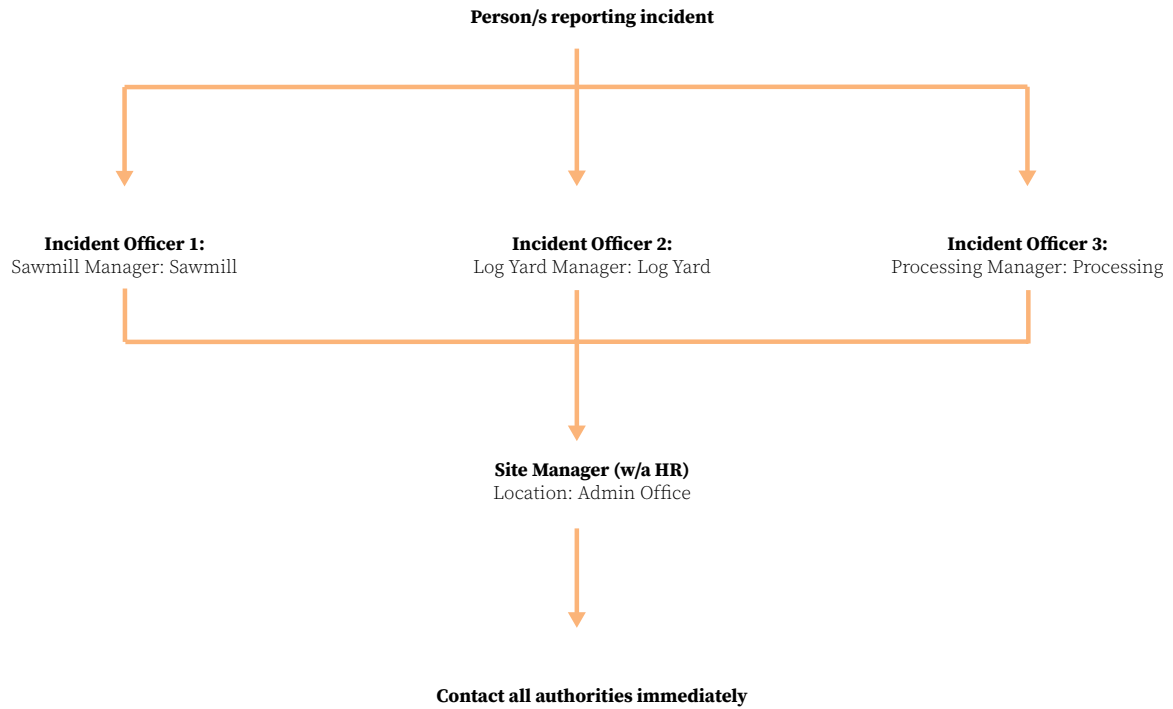 Person/s reporting incident
Incident Officer 1:
Sawmill Manager: Sawmill
Incident Officer 2:
Log Yard Manager: Log Yard
Incident Officer 3:
Processing Manager: Processing
Site Manager (w/a HR)
Location: Admin Office
Contact all authorities immediately